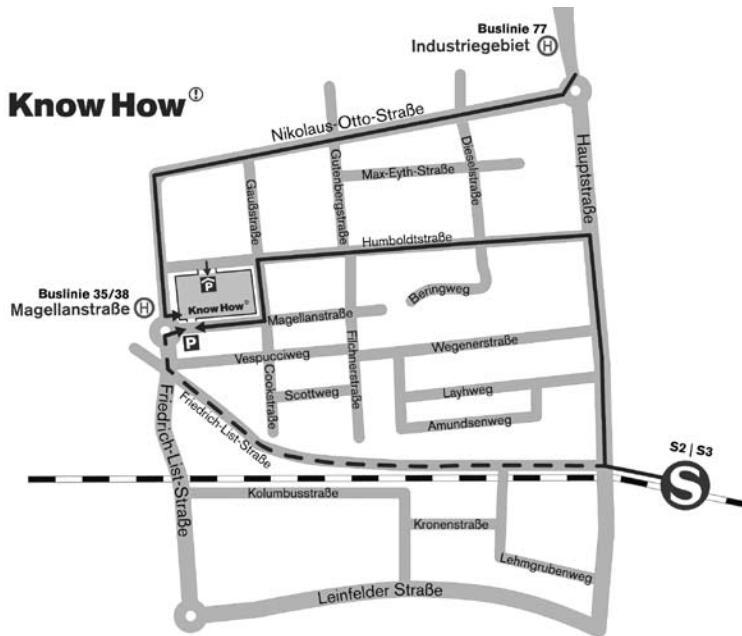 Buslinie 77
Industriegebiet H
Know How!
Nikolaus-Otto-Straße
Hauptstraße
Dieselstraße
Gutenbergstraße
Gaußstraße
Max-Eyth-Straße
Humboldtstraße
Beringweg
P
Know How!
Buslinie 35/38
Magellanstraße H
Magellanstraße
P
Vespucciweg
Wegenerstraße
Filchnerstraße
Cookstraße
Scottweg
Layhweg
Amundsenweg
Friedrich-List-Straße
Friedrich-List-Straße
S2 | S3
S
Kolumbusstraße
Kronenstraße
Lehmgrubenweg
Leinfelder Straße